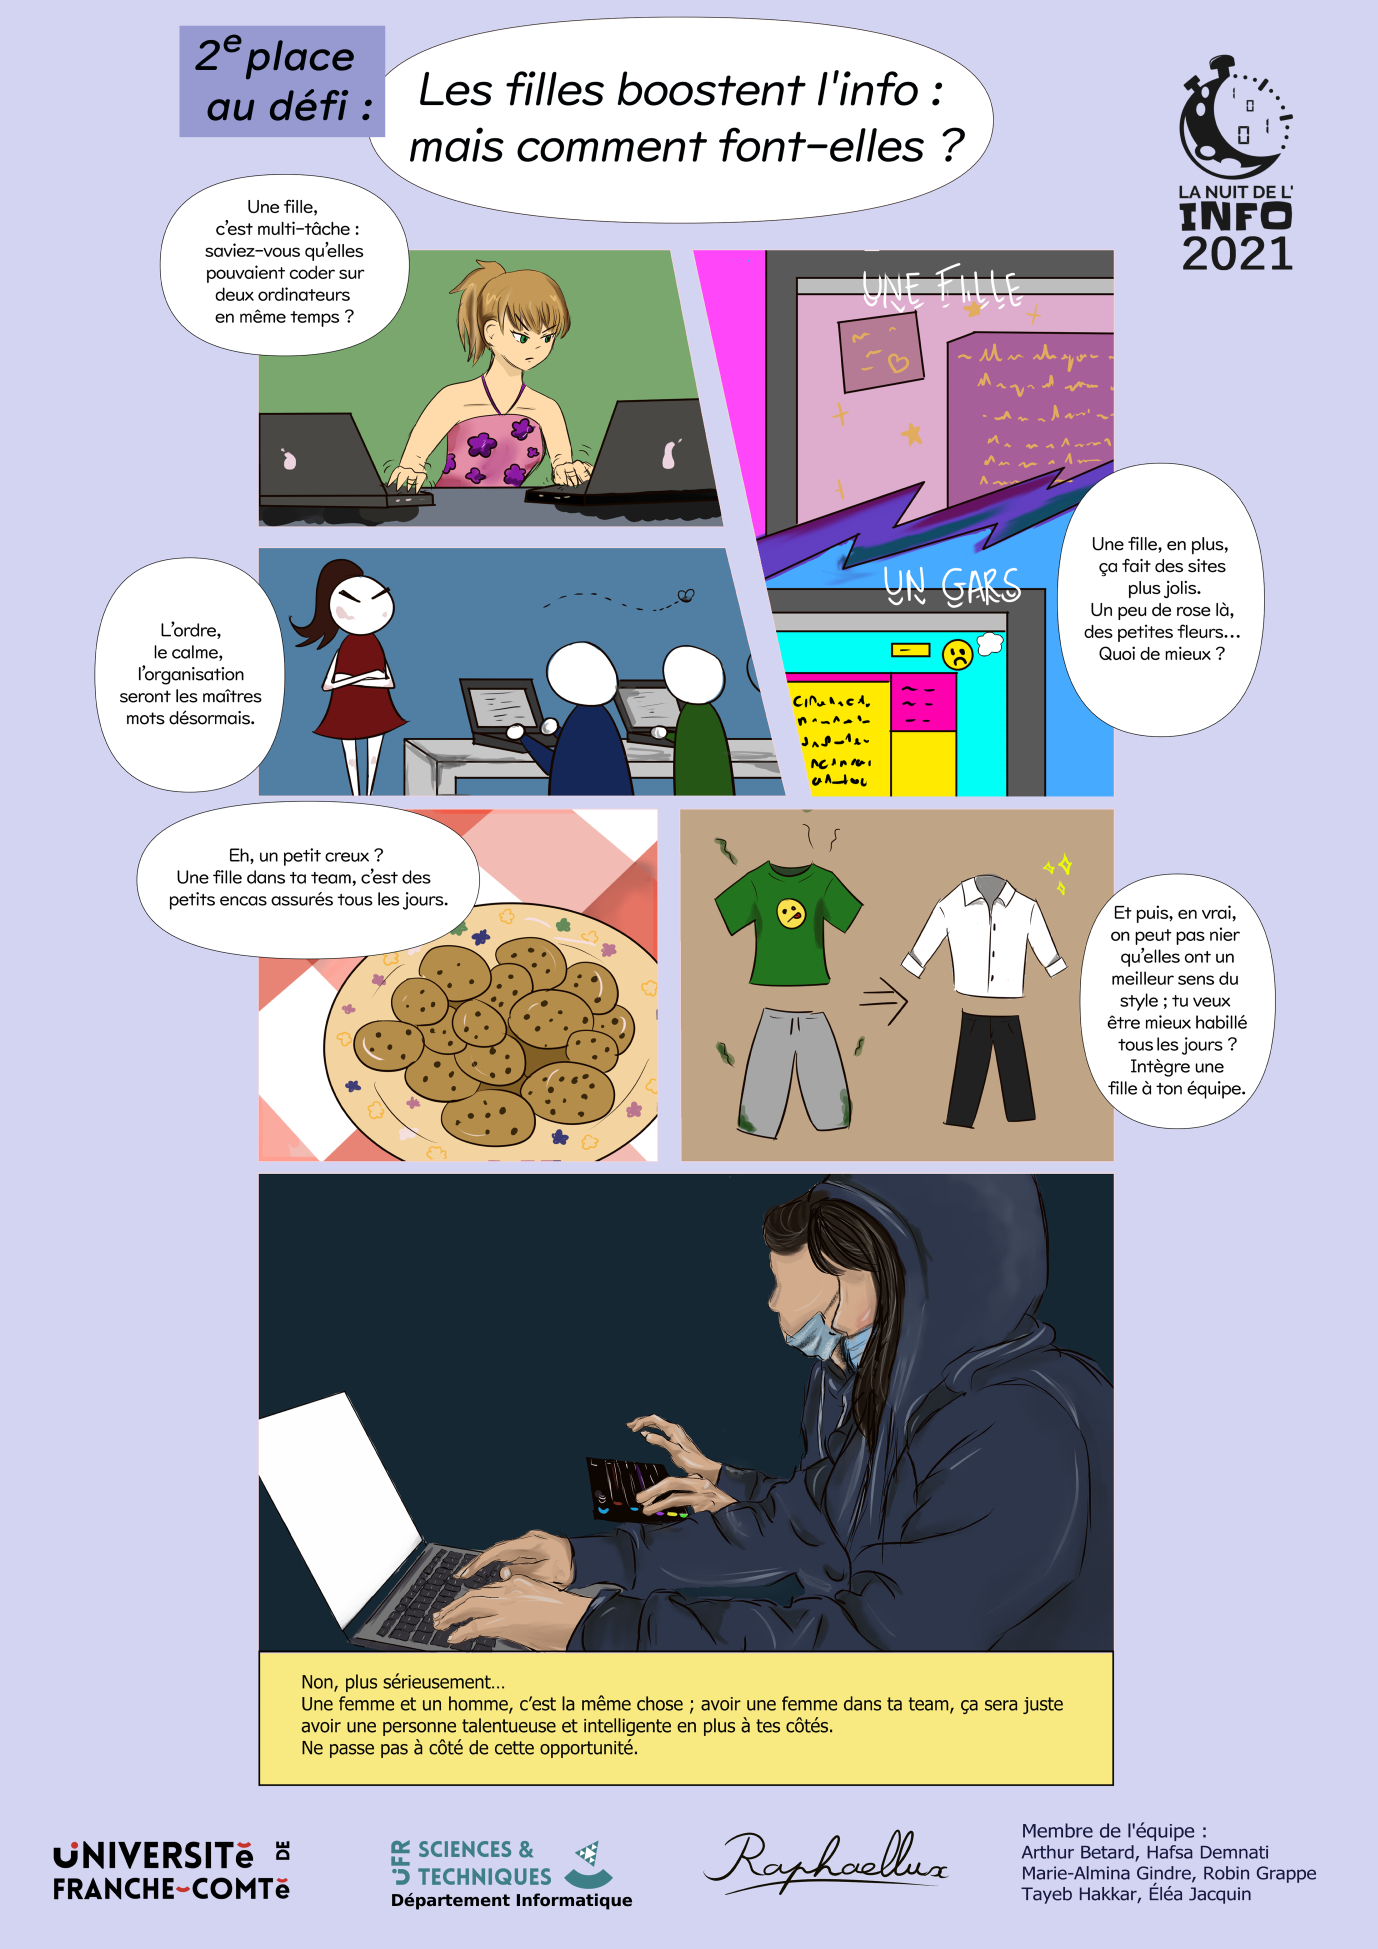 2e place
au défi :
Les filles boostent l'info :
mais comment font-elles ?
LA NUIT DE L'
INFO
2021
Une fille,
c'est multi-tâche :
saviez-vous qu'elles
pouvaient coder sur
deux ordinateurs
en même temps ?
UNE FILLE
UN GARS
Une fille, en plus,
ça fait des sites
plus jolis.
Un peu de rose là,
des petites fleurs...
Quoi de mieux ?
L'ordre,
le calme,
l'organisation
seront les maîtres
mots désormais.
Eh, un petit creux ?
Une fille dans ta team, c'est des
petits encas assurés tous les jours.
Et puis, en vrai,
on peut pas nier
qu'elles ont un
meilleur sens du
style ; tu veux
être mieux habillé
tous les jours ?
Intègre une
fille à ton équipe.
Non, plus sérieusement...
Une femme et un homme, c'est la même chose ; avoir une femme dans ta team, ça sera juste
avoir une personne talentueuse et intelligente en plus à tes côtés.
Ne passe pas à côté de cette opportunité.
UNIVERSITĕ DE
FRANCHE-COMTĕ
UFR SCIENCES &
TECHNIQUES
Département Informatique
Raphaellux
Membre de l'équipe :
Arthur Betard, Hafsa Demnati
Marie-Almina Gindre, Robin Grappe
Tayeb Hakkar, Éléa Jacquin